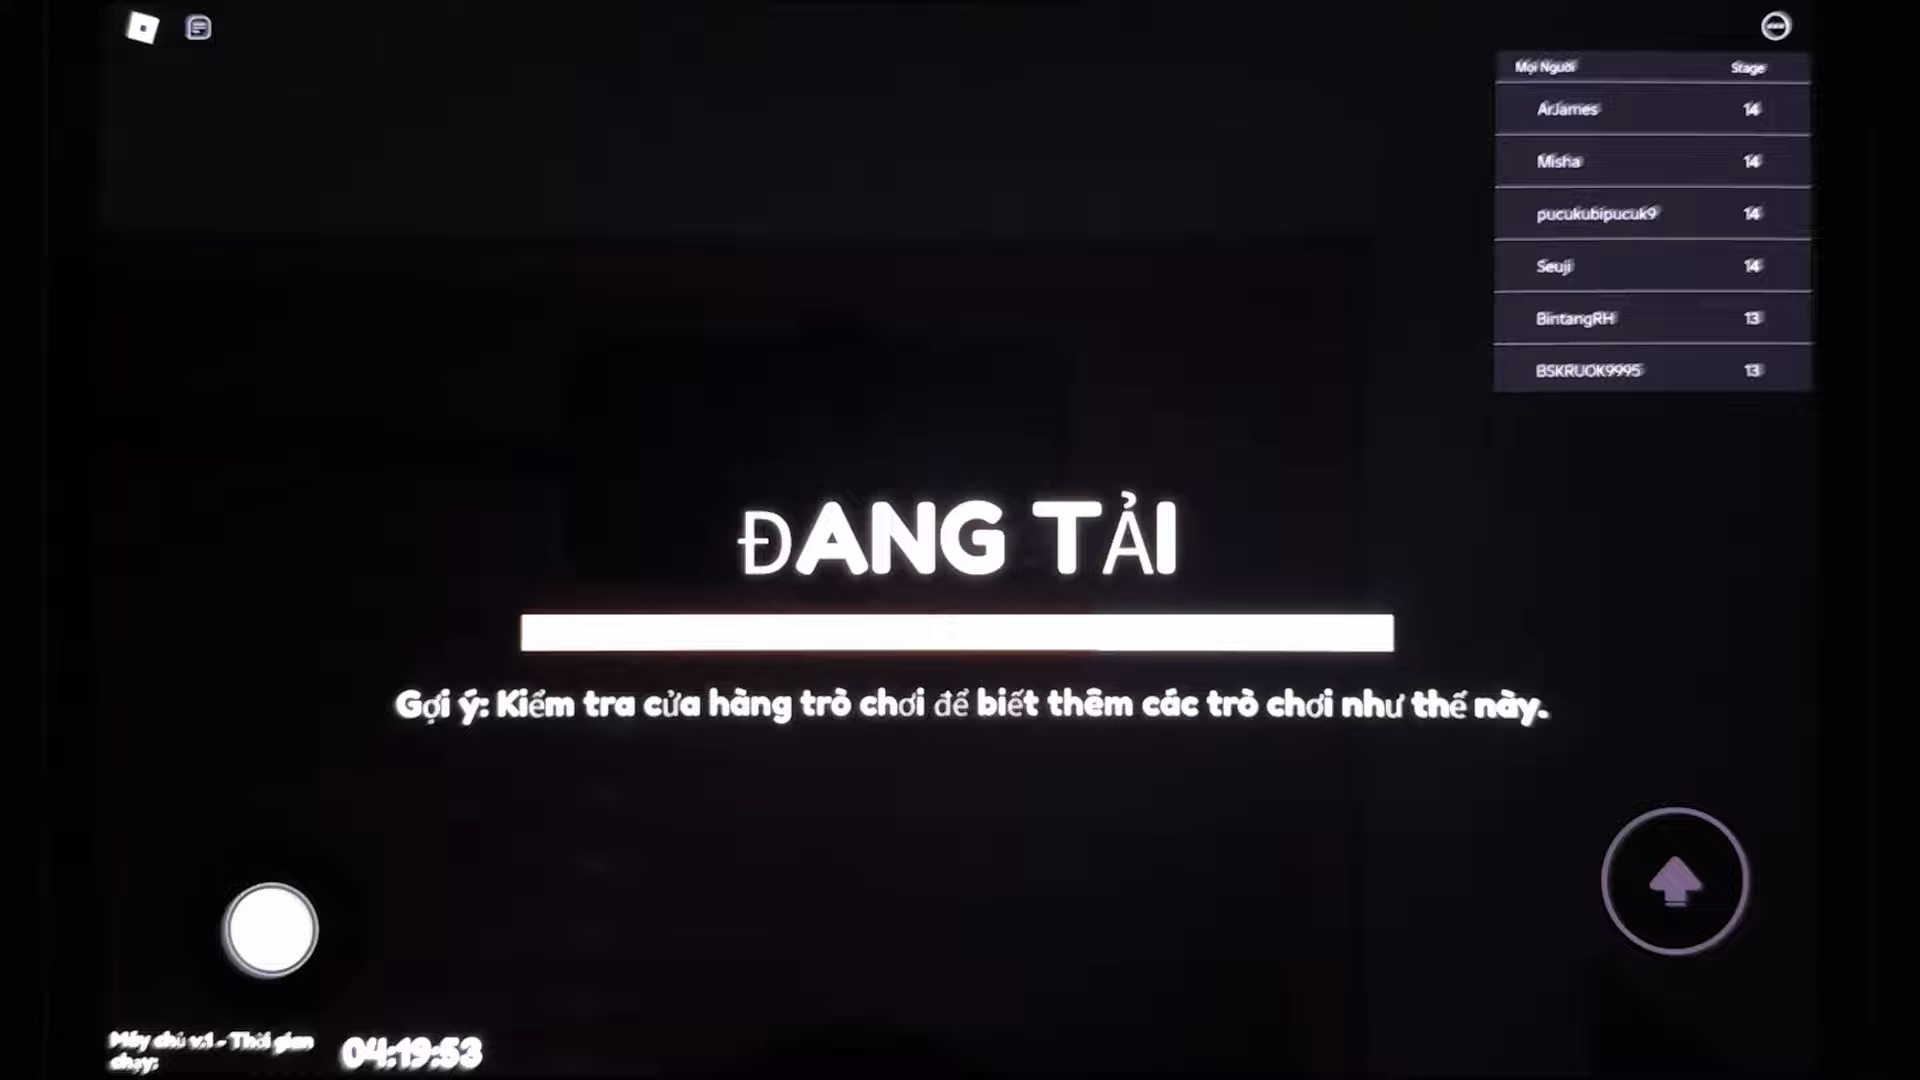 Mọi Người Stage
ArJames 14
Misha 14
pucukubipucuk9 14
Seuji 14
BintangRH 13
BSKRUOK9995 13
ĐANG TẢI
Gợi ý: Kiểm tra cửa hàng trò chơi để biết thêm các trò chơi như thế này.
Máy chủ v.1 - Thời gian
chạy:
04:19:53